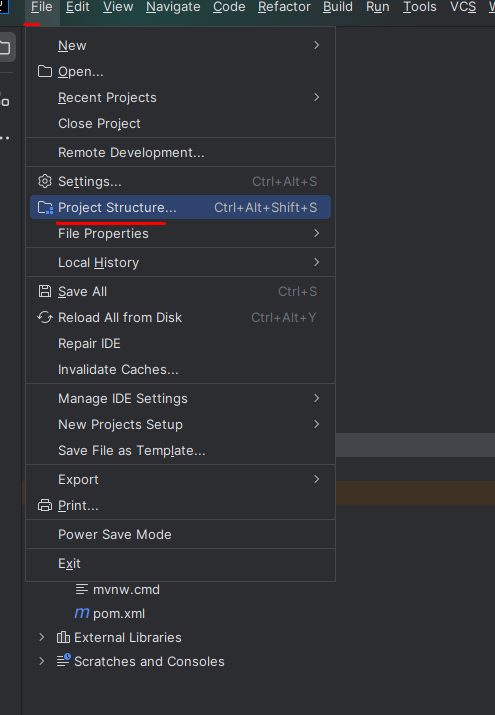 File Edit View Navigate Code Refactor Build Run Tools VCS
New
Open...
Recent Projects
Close Project
Remote Development...
Settings... Ctrl+Alt+S
Project Structure... Ctrl+Alt+Shift+S
File Properties
Local History
Save All Ctrl+S
Reload All from Disk Ctrl+Alt+Y
Repair IDE
Invalidate Caches...
Manage IDE Settings
New Projects Setup
Save File as Template...
Export
Print...
Power Save Mode
Exit
mvnw.cmd
m pom.xml
External Libraries
Scratches and Consoles